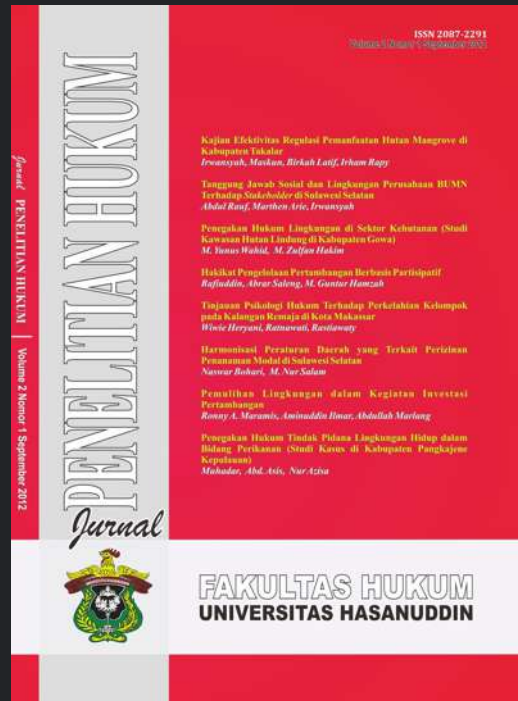 ISSN 2087-2291
Volume 2 Nomor 1 September 2012
Jurnal PENELITIAN HUKUM
Volume 2 Nomor 1 September 2012
PENELITIAN HUKUM
Jurnal
Kajian Efektivitas Regulasi Pemanfaatan Hutan Mangrove di
Kabupaten Takalar
Irwansyah, Maskun, Birkah Latif, Irham Rapy
Tanggung Jawab Sosial dan Lingkungan Perusahaan BUMN
Terhadap Stakeholder di Sulawesi Selatan
Abdul Rauf, Marthen Arie, Irwansyah
Penegakan Hukum Lingkungan di Sektor Kehutanan (Studi
Kawasan Hutan Lindung di Kabupaten Gowa)
M. Yunus Wahid, M. Zulfan Hakim
Hakikat Pengelolaan Pertambangan Berbasis Partisipatif
Rafiuddin, Abrar Saleng, M. Guntur Hamzah
Tinjauan Psikologi Hukum Terhadap Perkelahian Kelompok
pada Kalangan Remaja di Kota Makassar
Wiwie Heryani, Ratnawati, Rastiawaty
Harmonisasi Peraturan Daerah yang Terkait Perizinan
Penanaman Modal di Sulawesi Selatan
Naswar Bohari, M. Nur Salam
Pemulihan Lingkungan dalam Kegiatan Investasi
Pertambangan
Ronny A. Maramis, Aminuddin Ilmar, Abdullah Marlang
Penegakan Hukum Tindak Pidana Lingkungan Hidup dalam
Bidang Perikanan (Studi Kasus di Kabupaten Pangkajene
Kepulauan)
Muhadar, Abd. Asis, Nur Azisa
FAKULTAS HUKUM
UNIVERSITAS HASANUDDIN